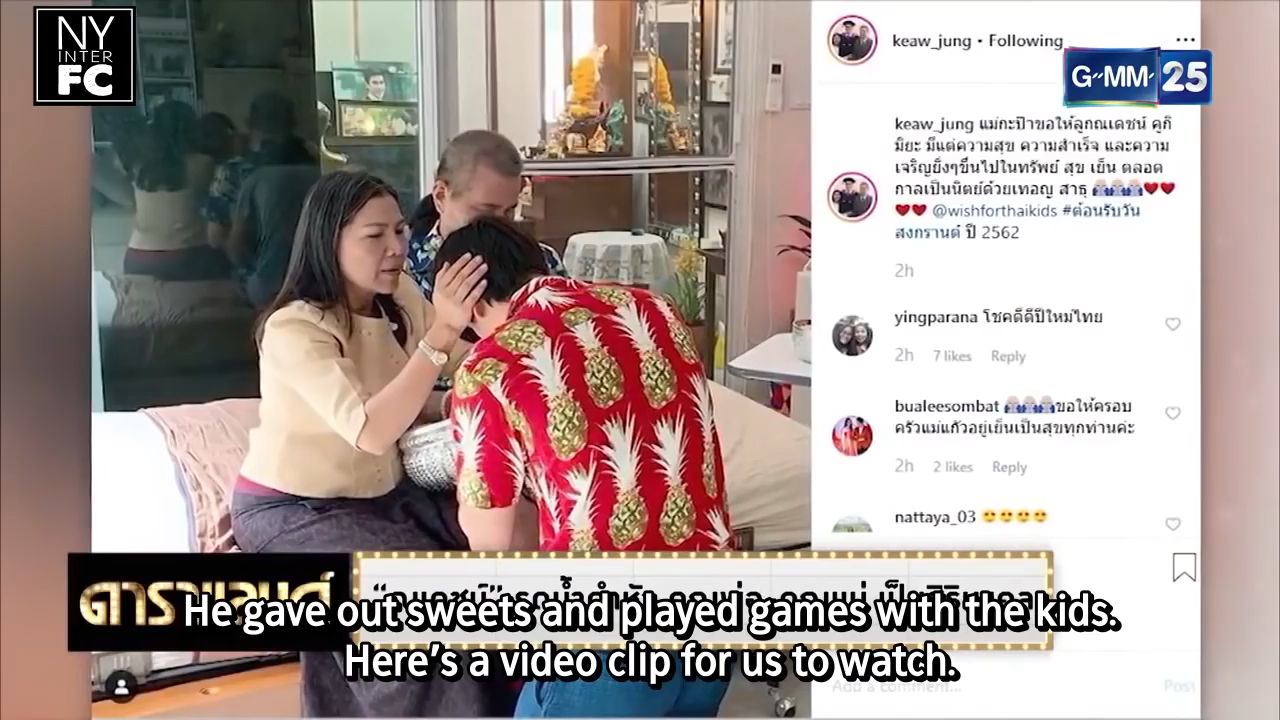 NY
INTER
FC
keaw_jung • Following
G-MM 25
keaw_jung แม่กะป๊าขอให้ลูกณเดชน์ คูกิ
มิยะ มีแต่ความสุข ความสำเร็จ และความ
เจริญยิ่งๆขึ้นไปในทรัพย์ สุข เย็น ตลอด
กาลเป็นนิตย์ด้วยเทอญ สาธุ
@wishforthaikids #ต้อนรับวัน
สงกรานต์ ปี 2562
2h
yingparana โชคดีดีปีใหม่ไทย
2h 7 likes Reply
bualeesombat ขอให้ครอบ
ครัวแม่แก้วอยู่เย็นเป็นสุขทุกท่านค่ะ
2h 2 likes Reply
nattaya_03
He gave out sweets and played games with the kids.
Here's a video clip for us to watch.
Add a comment...
Post